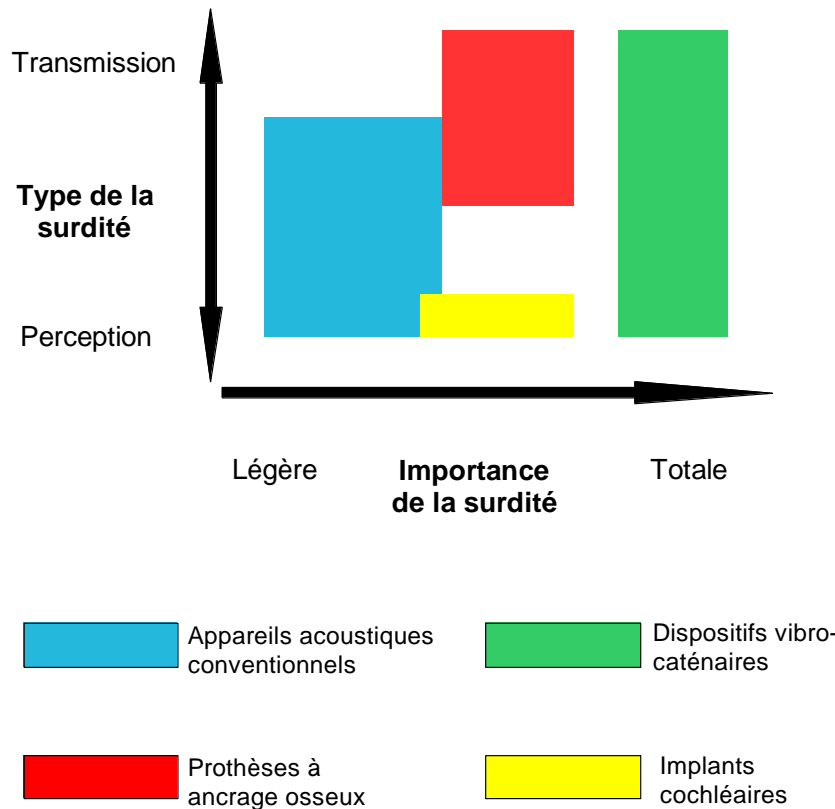 Transmission
Type de la
surdité
Perception
Légère
Importance
de la surdité
Totale
Appareils acoustiques
conventionnels
Dispositifs vibro-
caténaires
Prothèses à
ancrage osseux
Implants
cochléaires